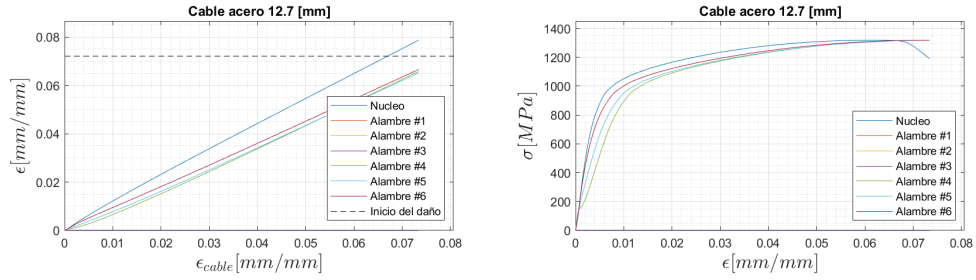 Cable acero 12.7 [mm]
0.08
0.06
0.04
0.02
0
ϵ[mm/mm]
0
0.01
0.02
0.03
0.04
0.05
0.06
0.07
0.08
ϵcable[mm/mm]
Nucleo
Alambre #1
Alambre #2
Alambre #3
Alambre #4
Alambre #5
Alambre #6
Inicio del daño
Cable acero 12.7 [mm]
1400
1200
1000
800
600
400
200
0
σ[MPa]
0
0.01
0.02
0.03
0.04
0.05
0.06
0.07
0.08
ϵ[mm/mm]
Nucleo
Alambre #1
Alambre #2
Alambre #3
Alambre #4
Alambre #5
Alambre #6